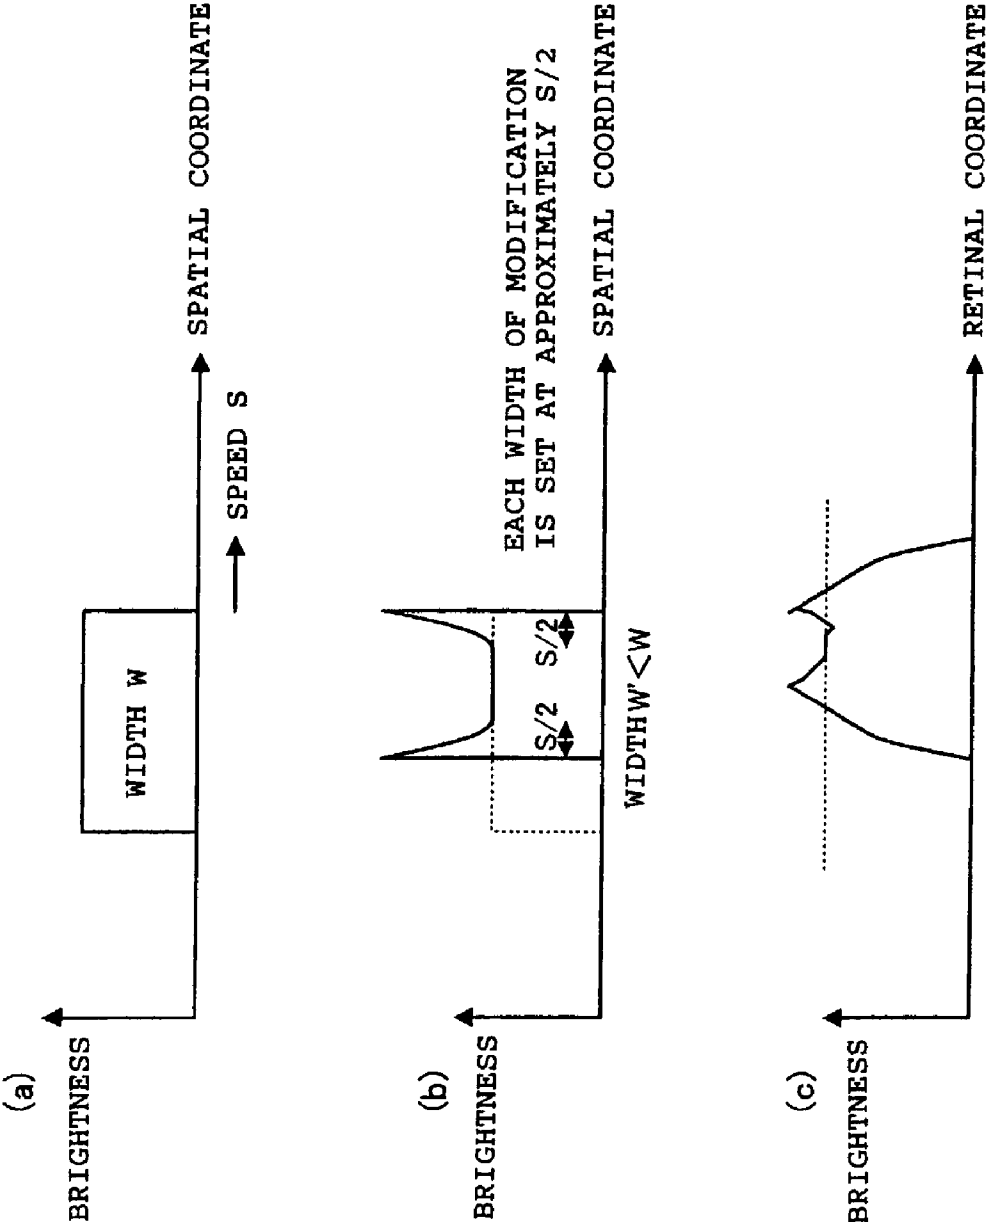 (a)
BRIGHTNESS
WIDTH W
SPEED S
SPATIAL COORDINATE
(b)
BRIGHTNESS
S/2
S/2
WIDTH W'<W
EACH WIDTH OF MODIFICATION
IS SET AT APPROXIMATELY S/2
SPATIAL COORDINATE
(c)
BRIGHTNESS
RETINAL COORDINATE